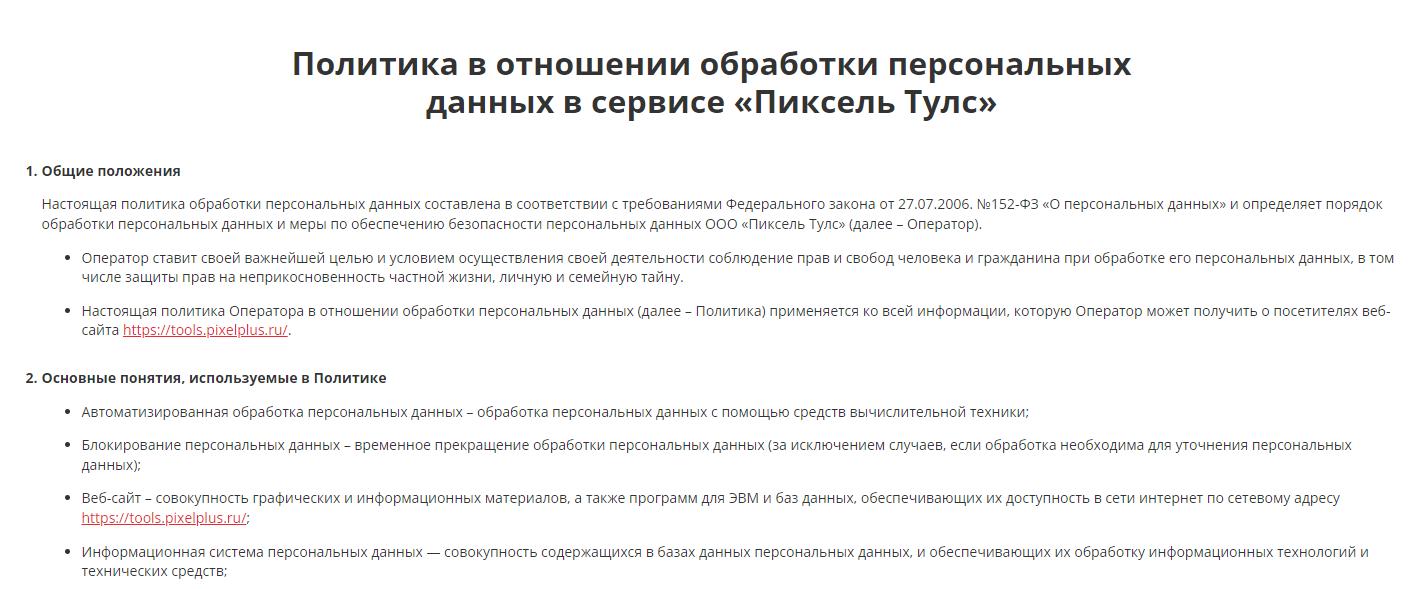 Политика в отношении обработки персональных
данных в сервисе «Пиксель Тулс»
1. Общие положения
Настоящая политика обработки персональных данных составлена в соответствии с требованиями Федерального закона от 27.07.2006. №152-ФЗ «О персональных данных» и определяет порядок
обработки персональных данных и меры по обеспечению безопасности персональных данных ООО «Пиксель Тулс» (далее – Оператор).
• Оператор ставит своей важнейшей целью и условием осуществления своей деятельности соблюдение прав и свобод человека и гражданина при обработке его персональных данных, в том
числе защиты прав на неприкосновенность частной жизни, личную и семейную тайну.
• Настоящая политика Оператора в отношении обработки персональных данных (далее – Политика) применяется ко всей информации, которую Оператор может получить о посетителях веб-
сайта https://tools.pixelplus.ru/.
2. Основные понятия, используемые в Политике
• Автоматизированная обработка персональных данных – обработка персональных данных с помощью средств вычислительной техники;
• Блокирование персональных данных – временное прекращение обработки персональных данных (за исключением случаев, если обработка необходима для уточнения персональных
данных);
• Веб-сайт – совокупность графических и информационных материалов, а также программ для ЭВМ и баз данных, обеспечивающих их доступность в сети интернет по сетевому адресу
https://tools.pixelplus.ru/;
• Информационная система персональных данных — совокупность содержащихся в базах данных персональных данных, и обеспечивающих их обработку информационных технологий и
технических средств;